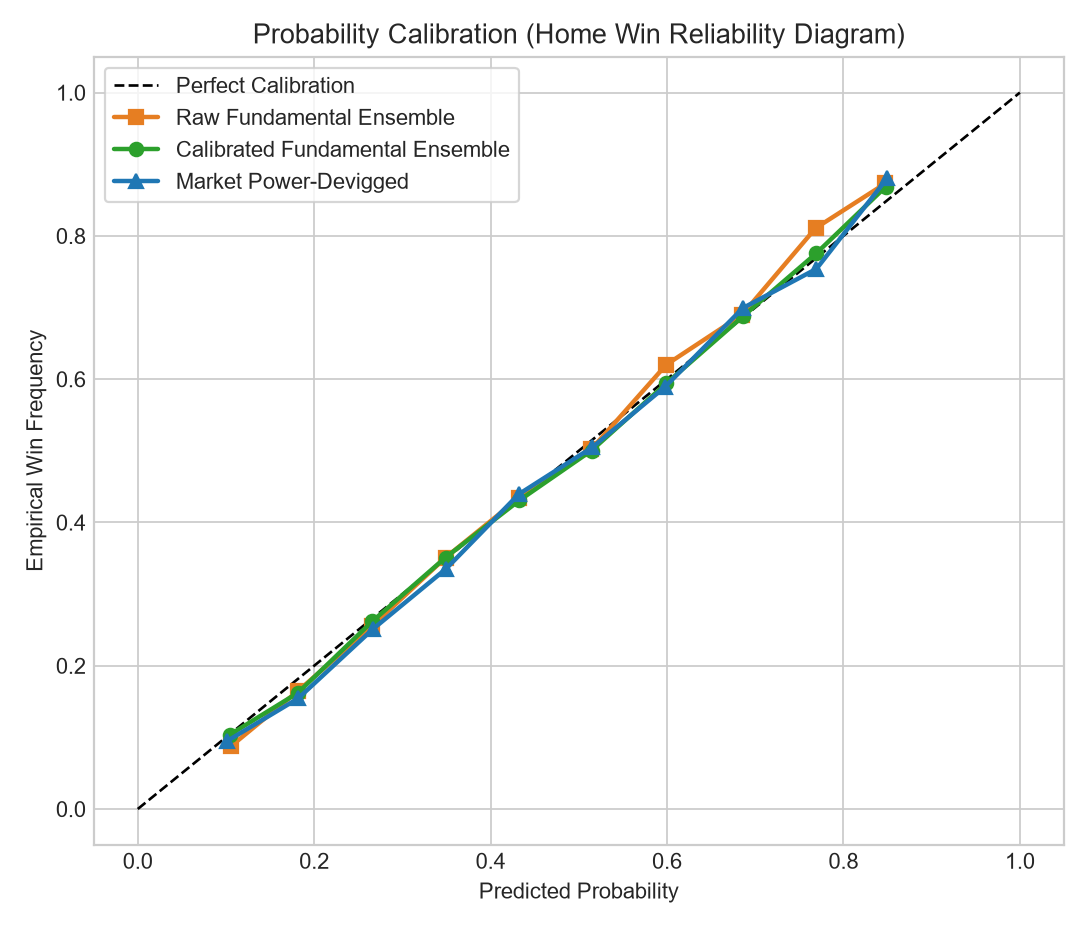 Probability Calibration (Home Win Reliability Diagram)
Perfect Calibration
Raw Fundamental Ensemble
Calibrated Fundamental Ensemble
Market Power-Devigged
1.0
0.8
0.6
0.4
0.2
0.0
Empirical Win Frequency
0.0 0.2 0.4 0.6 0.8 1.0
Predicted Probability